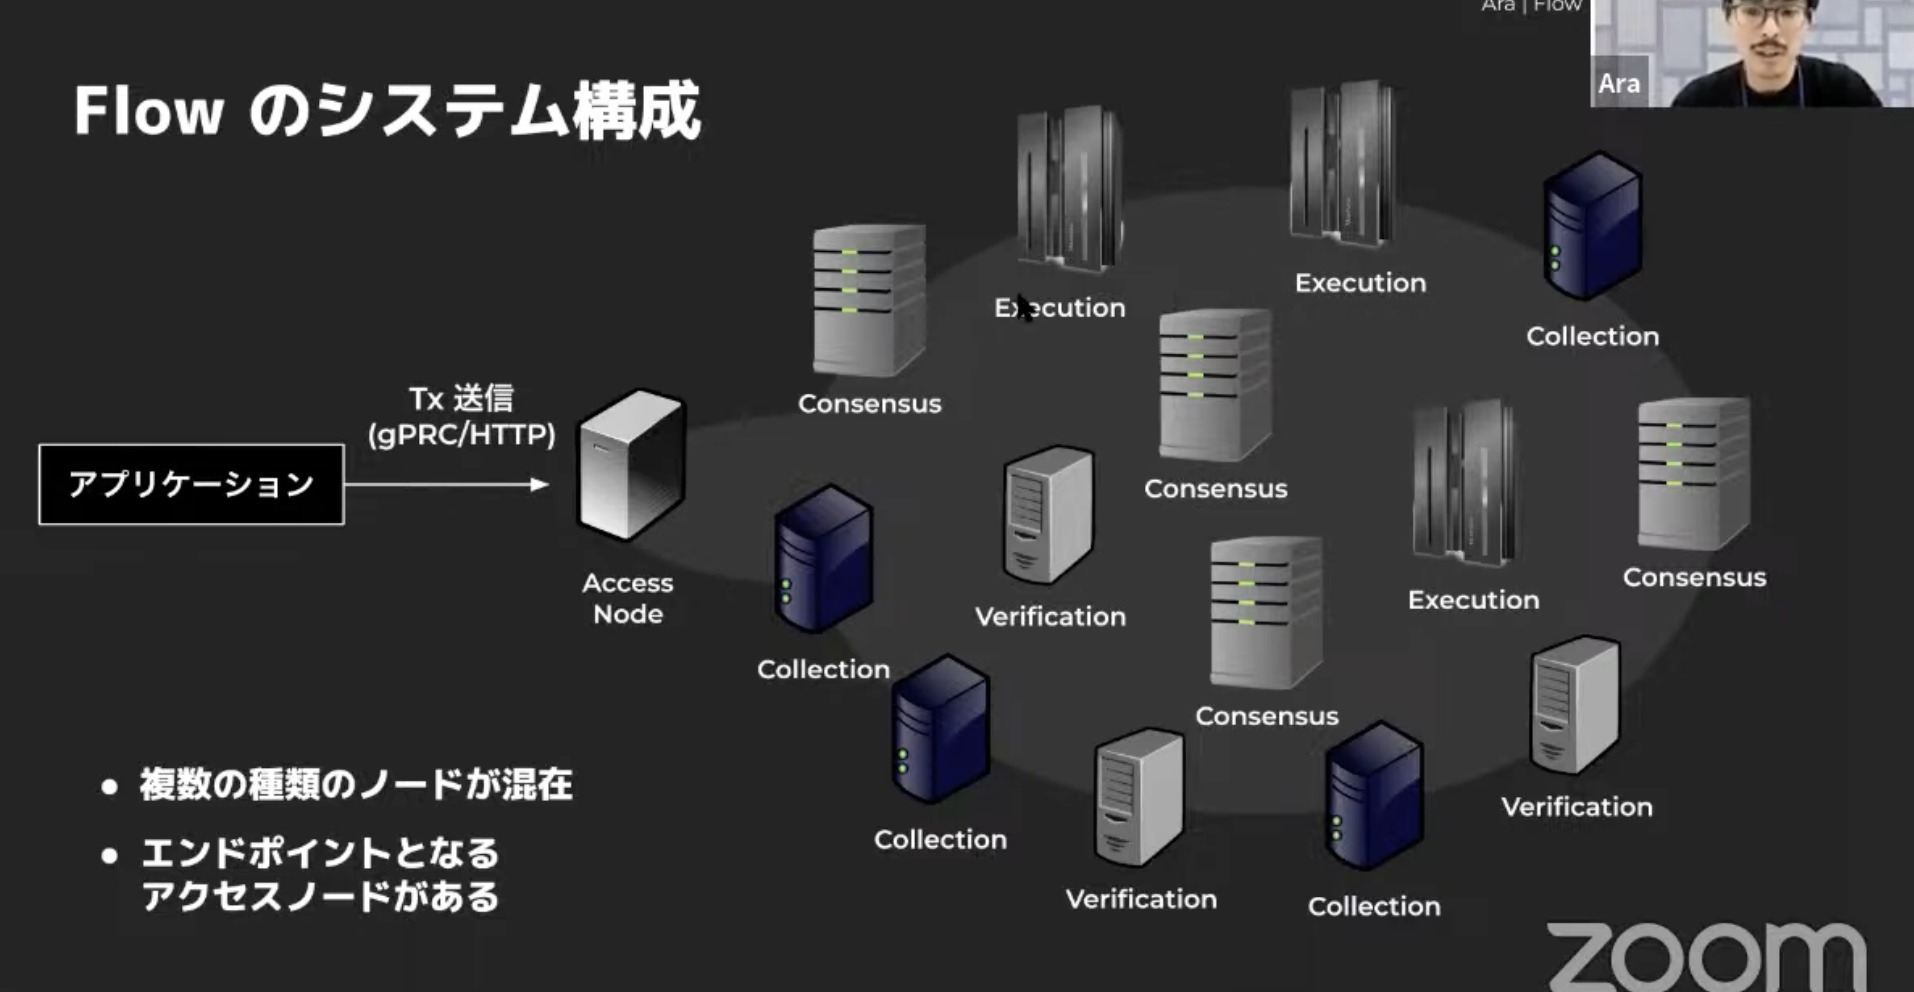 Ara | Flow
Ara
Flow のシステム構成
Execution
Execution
Collection
Consensus
Consensus
Tx 送信
(gPRC/HTTP)
アプリケーション
Access
Node
Verification
Execution
Consensus
Collection
Consensus
Collection
Verification
Verification
Collection
複数の種類のノードが混在
エンドポイントとなる
アクセスノードがある
zoom